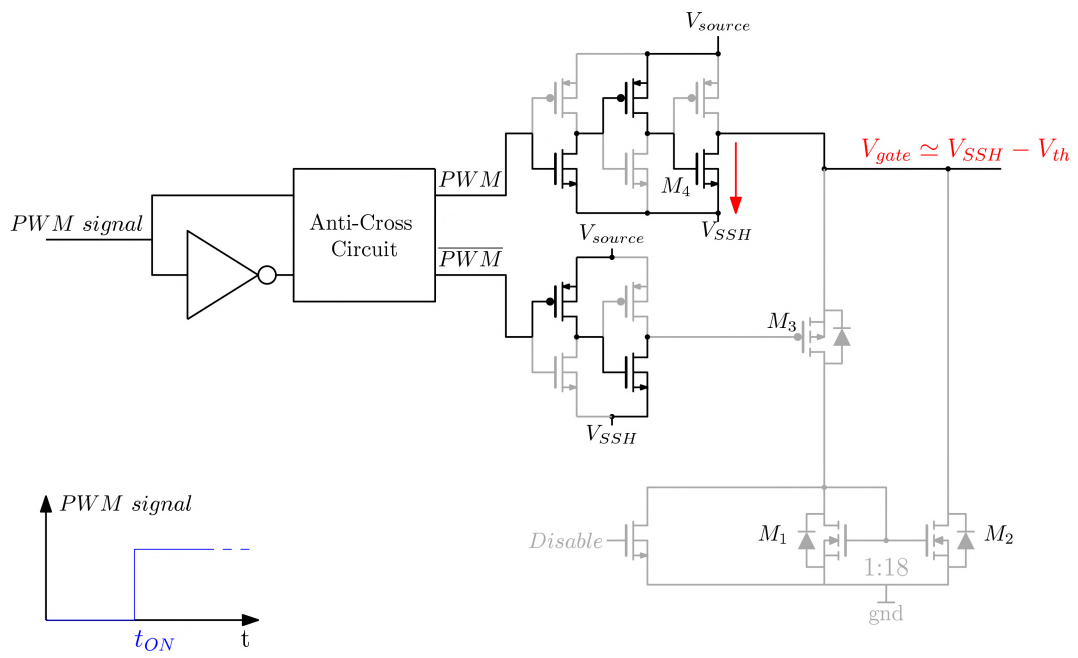 V_source
V_gate ≃ V_SSH − V_th
PWM
M_4
Anti-Cross
Circuit
PWM signal
V_SSH
V_source
\overline{PWM}
M_3
V_SSH
PWM signal
Disable
M_1
M_2
1:18
gnd
t_ON
t